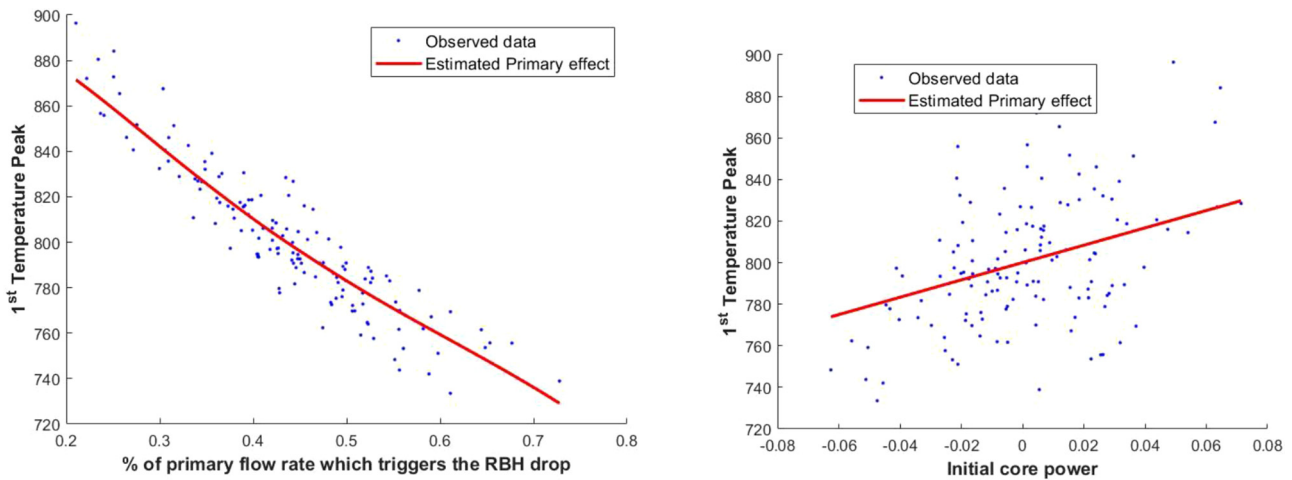 900
880
860
840
820
800
780
760
740
720
1st Temperature Peak
Observed data
Estimated Primary effect
0.2 0.3 0.4 0.5 0.6 0.7 0.8
% of primary flow rate which triggers the RBH drop
900
880
860
840
820
800
780
760
740
720
1st Temperature Peak
Observed data
Estimated Primary effect
-0.08 -0.06 -0.04 -0.02 0 0.02 0.04 0.06 0.08
Initial core power